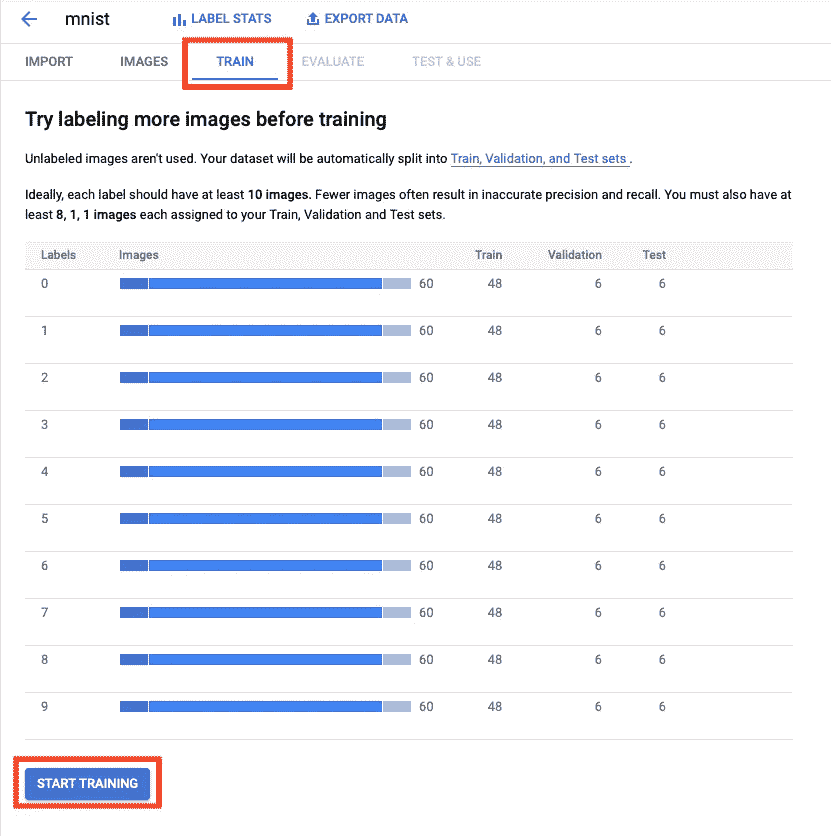 mnist LABEL STATS EXPORT DATA
IMPORT IMAGES TRAIN EVALUATE TEST & USE
Try labeling more images before training
Unlabeled images aren't used. Your dataset will be automatically split into Train, Validation, and Test sets .
Ideally, each label should have at least 10 images. Fewer images often result in inaccurate precision and recall. You must also have at
least 8, 1, 1 images each assigned to your Train, Validation and Test sets.
Labels Images Train Validation Test
0 60 48 6 6
1 60 48 6 6
2 60 48 6 6
3 60 48 6 6
4 60 48 6 6
5 60 48 6 6
6 60 48 6 6
7 60 48 6 6
8 60 48 6 6
9 60 48 6 6
START TRAINING